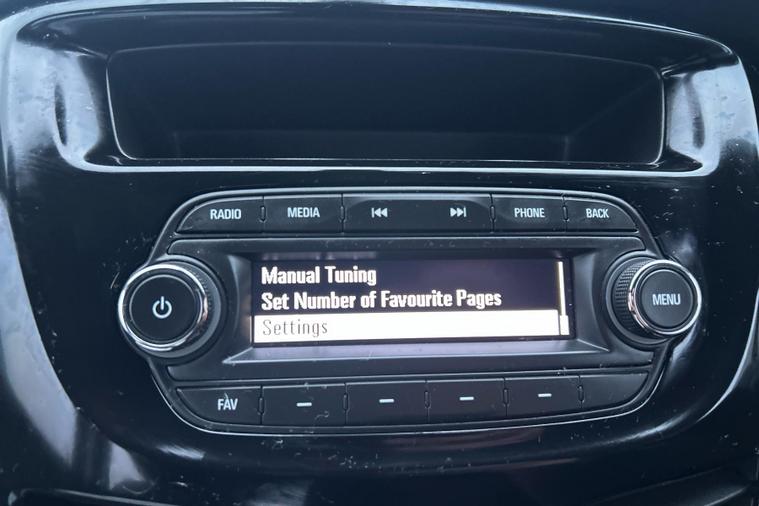 RADIO MEDIA PHONE BACK
Manual Tuning
Set Number of Favourite Pages
Settings
MENU
FAV